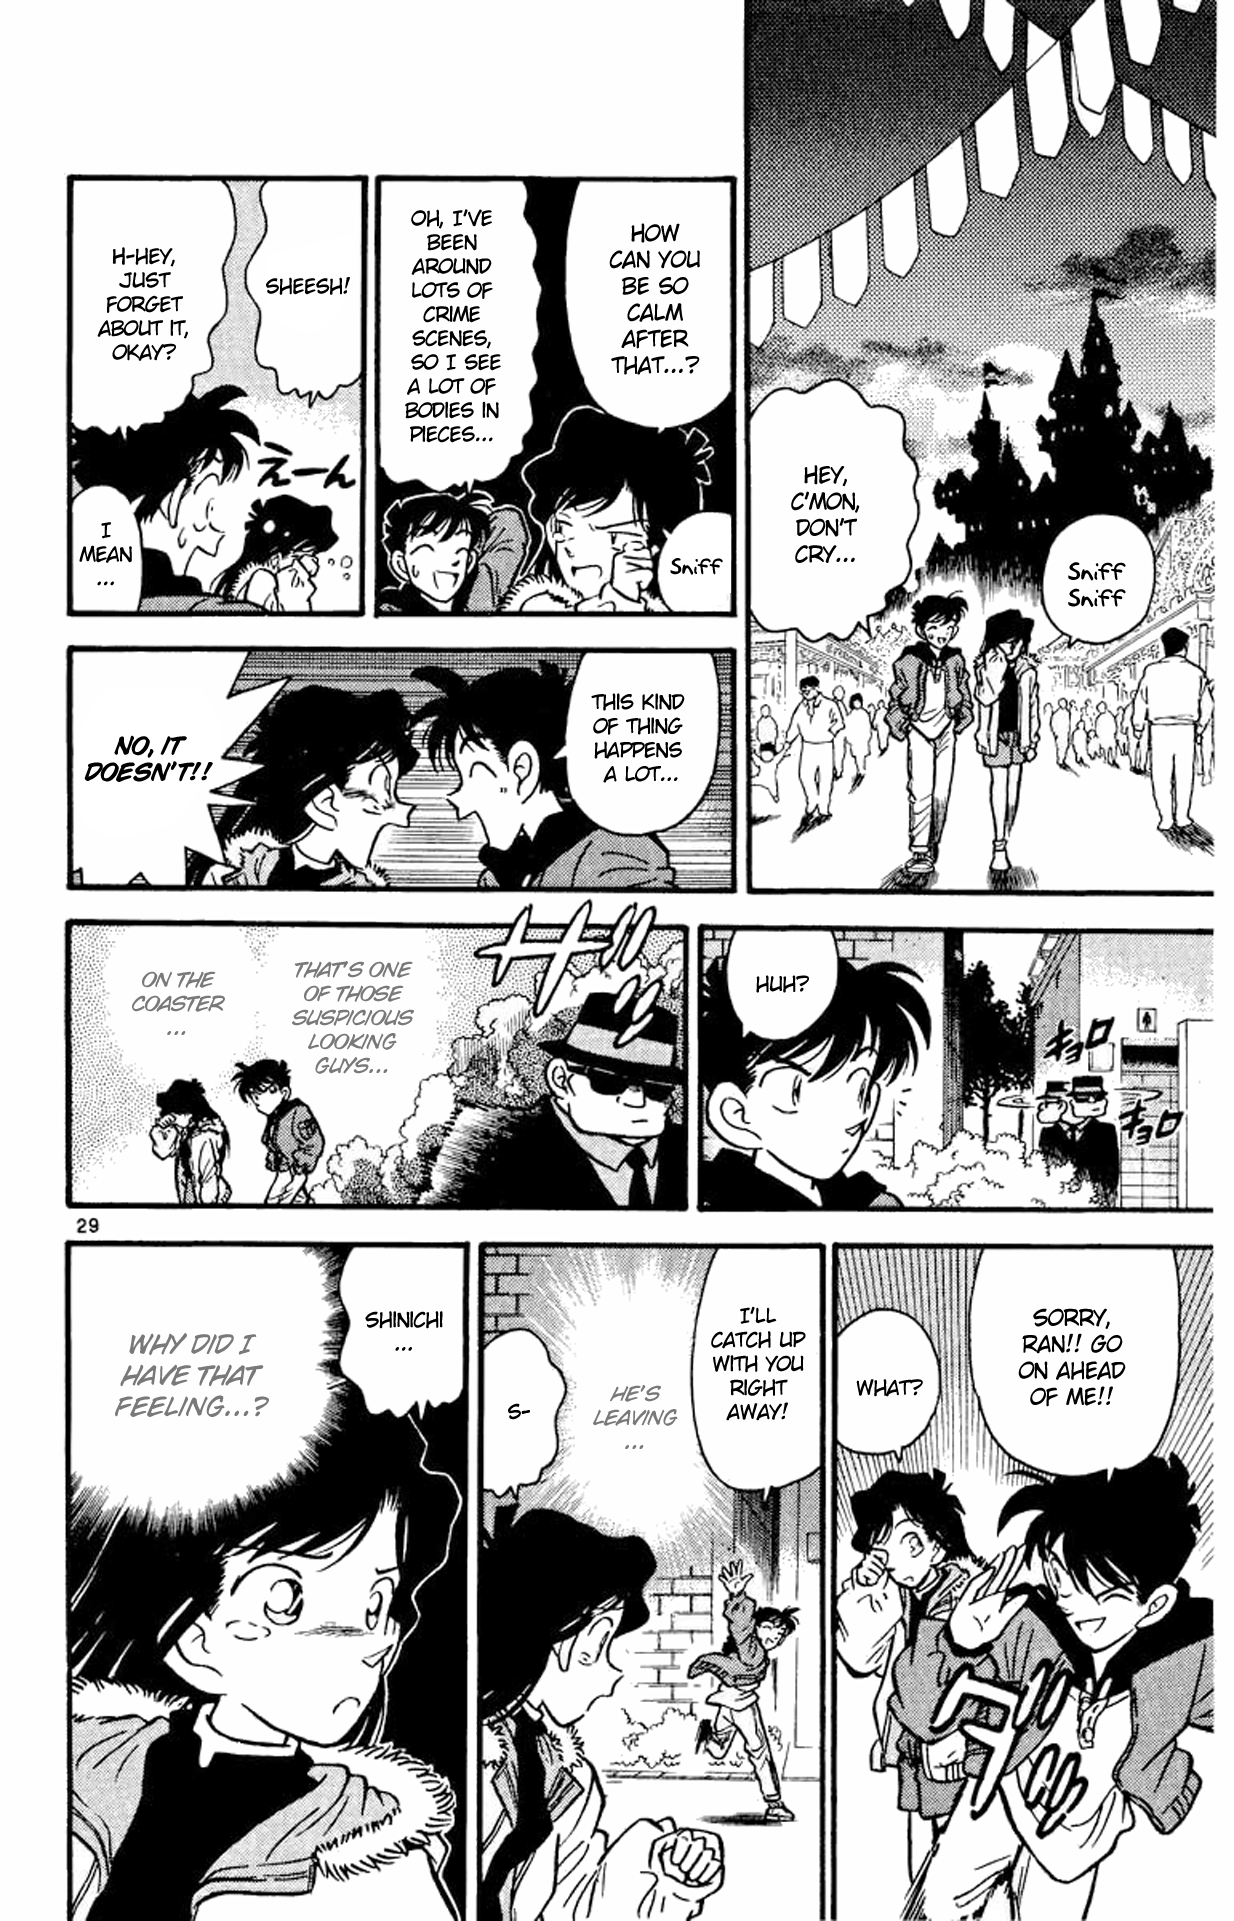 HEY,
C'MON,
DON'T
CRY...
Sniff
Sniff
HOW
CAN YOU
BE SO
CALM
AFTER
THAT...?
Sniff
OH, I'VE
BEEN
AROUND
LOTS OF
CRIME
SCENES,
SO I SEE
A LOT OF
BODIES IN
PIECES...
SHEESH!
H-HEY,
JUST
FORGET
ABOUT IT,
OKAY?
えーん
I
MEAN
...
THIS KIND
OF THING
HAPPENS
A LOT...
NO, IT
DOESN'T!!
HUH?
キョロ
キョロ
ザッ
THAT'S ONE
OF THOSE
SUSPICIOUS
LOOKING
GUYS...
ON THE
COASTER
...
29
SORRY,
RAN!! GO
ON AHEAD
OF ME!!
WHAT?
I'LL
CATCH UP
WITH YOU
RIGHT
AWAY!
HE'S
LEAVING
...
S-
SHINICHI
...
WHY DID I
HAVE THAT
FEELING...?